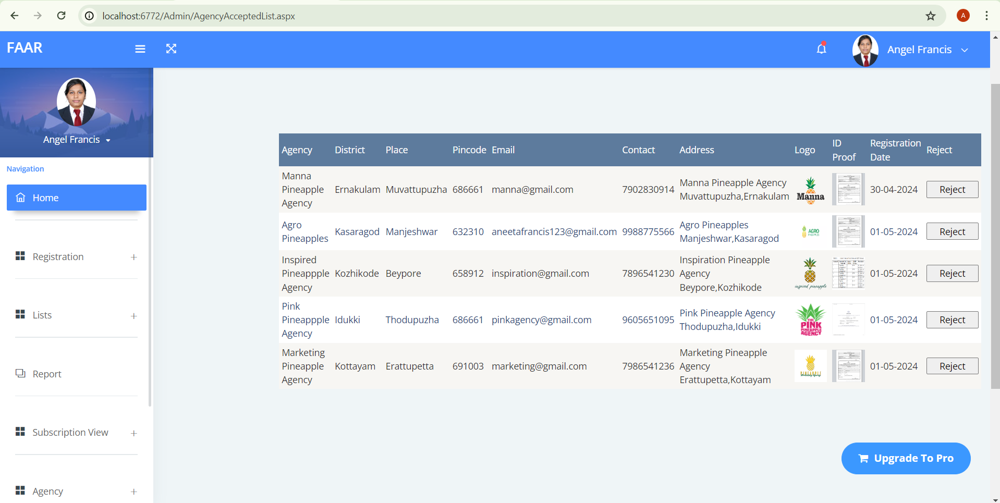 localhost:6772/Admin/AgencyAcceptedList.aspx
A
FAAR
Angel Francis
Angel Francis
Navigation
Home
Registration
Lists
Report
Subscription View
Agency
Agency District Place Pincode Email Contact Address Logo ID Proof Registration Date Reject
Manna Pineapple Agency Ernakulam Muvattupuzha 686661 manna@gmail.com 7902830914 Manna Pineapple Agency Muvattupuzha,Ernakulam Manna 30-04-2024 Reject
Agro Pineapples Kasaragod Manjeshwar 632310 aneetafrancis123@gmail.com 9988775566 Agro Pineapples Manjeshwar,Kasaragod AGRO PINEAPPLES 01-05-2024 Reject
Inspired Pineappple Agency Kozhikode Beypore 658912 inspiration@gmail.com 7896541230 Inspiration Pineapple Agency Beypore,Kozhikode inspired pineapple 01-05-2024 Reject
Pink Pineappple Agency Idukki Thodupuzha 686661 pinkagency@gmail.com 9605651095 Pink Pineapple Agency Thodupuzha,Idukki THE PINK PINEAPPLE AGENCY 01-05-2024 Reject
Marketing Pineappple Agency Kottayam Erattupetta 691003 marketing@gmail.com 7986541236 Marketing Pineapple Agency Erattupetta,Kottayam PINEAPPLE 01-05-2024 Reject
Upgrade To Pro